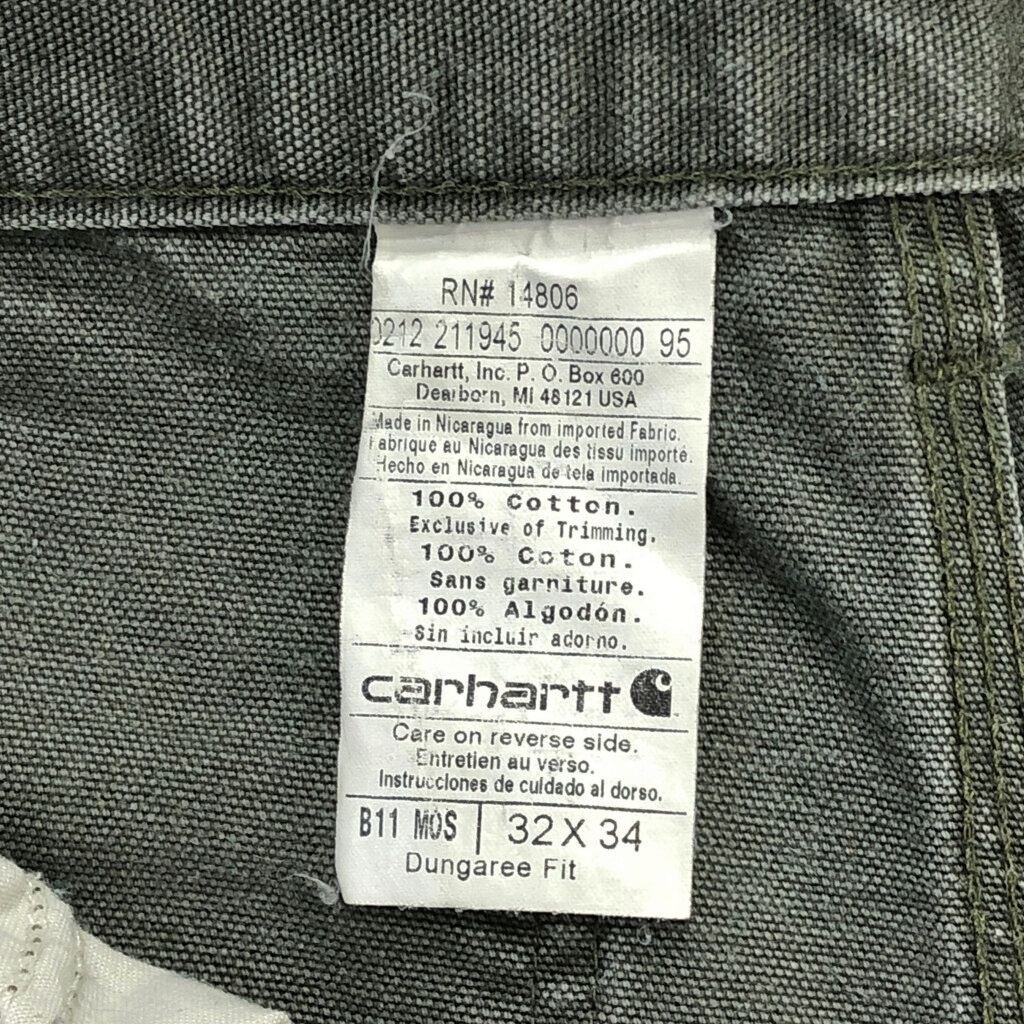 RN# 14806
0212 211945 0000000 95
Carhartt, Inc. P. O. Box 600
Dearborn, MI 48121 USA
Made in Nicaragua from imported Fabric.
Fabrique au Nicaragua des tissu importé.
Hecho en Nicaragua de tela importada.
100% Cotton.
Exclusive of Trimming.
100% Coton.
Sans garniture.
100% Algodón.
Sin incluir adorno.
carhartt
Care on reverse side.
Entretien au verso.
Instrucciones de cuidado al dorso.
B11 MOS | 32 X 34
Dungaree Fit